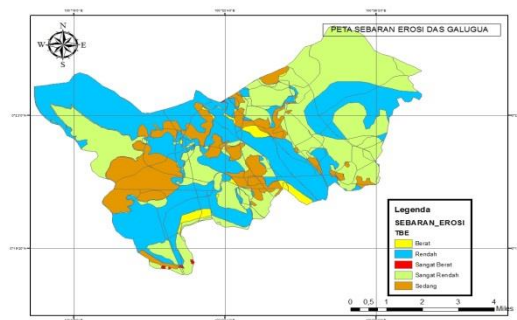 PETA SEBARAN EROSI DAS GALUGUA
N
W E
S
Legenda
SEBARAN_EROSI
TBE
Berat
Rendah
Sangat Berat
Sangat Rendah
Sedang
0 0,5 1 2 3 4
Miles